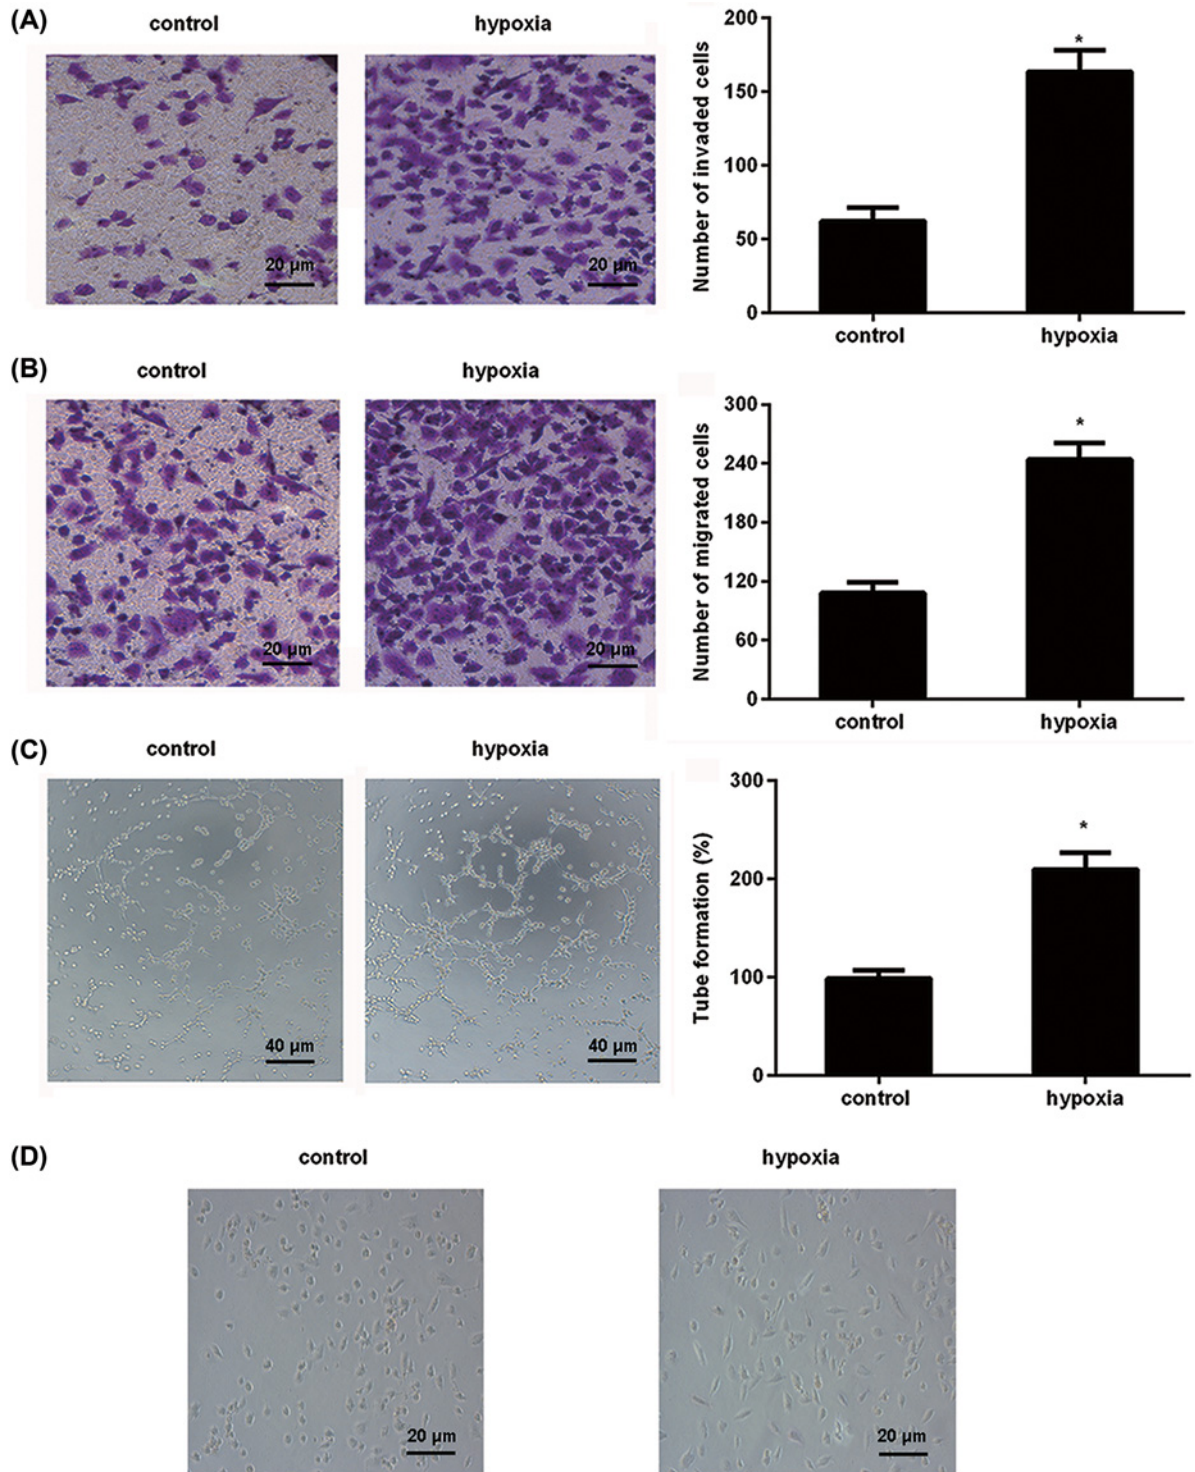 (A)
control
hypoxia
20 µm
20 µm
Number of invaded cells
200
150
100
50
0
*
control
hypoxia
(B)
control
hypoxia
20 µm
20 µm
Number of migrated cells
300
240
180
120
60
0
*
control
hypoxia
(C)
control
hypoxia
40 µm
40 µm
Tube formation (%)
300
200
100
0
*
control
hypoxia
(D)
control
hypoxia
20 µm
20 µm